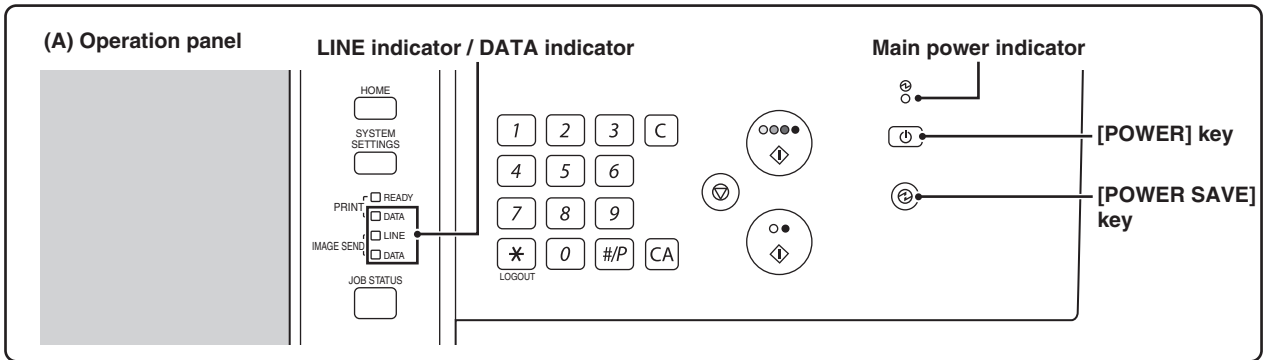 (A) Operation panel
LINE indicator / DATA indicator
Main power indicator
HOME
SYSTEM
SETTINGS
PRINT
READY
DATA
IMAGE SEND
LINE
DATA
JOB STATUS
1 2 3 C
4 5 6
7 8 9
* 0 #/P CA
LOGOUT
[POWER] key
[POWER SAVE]
key